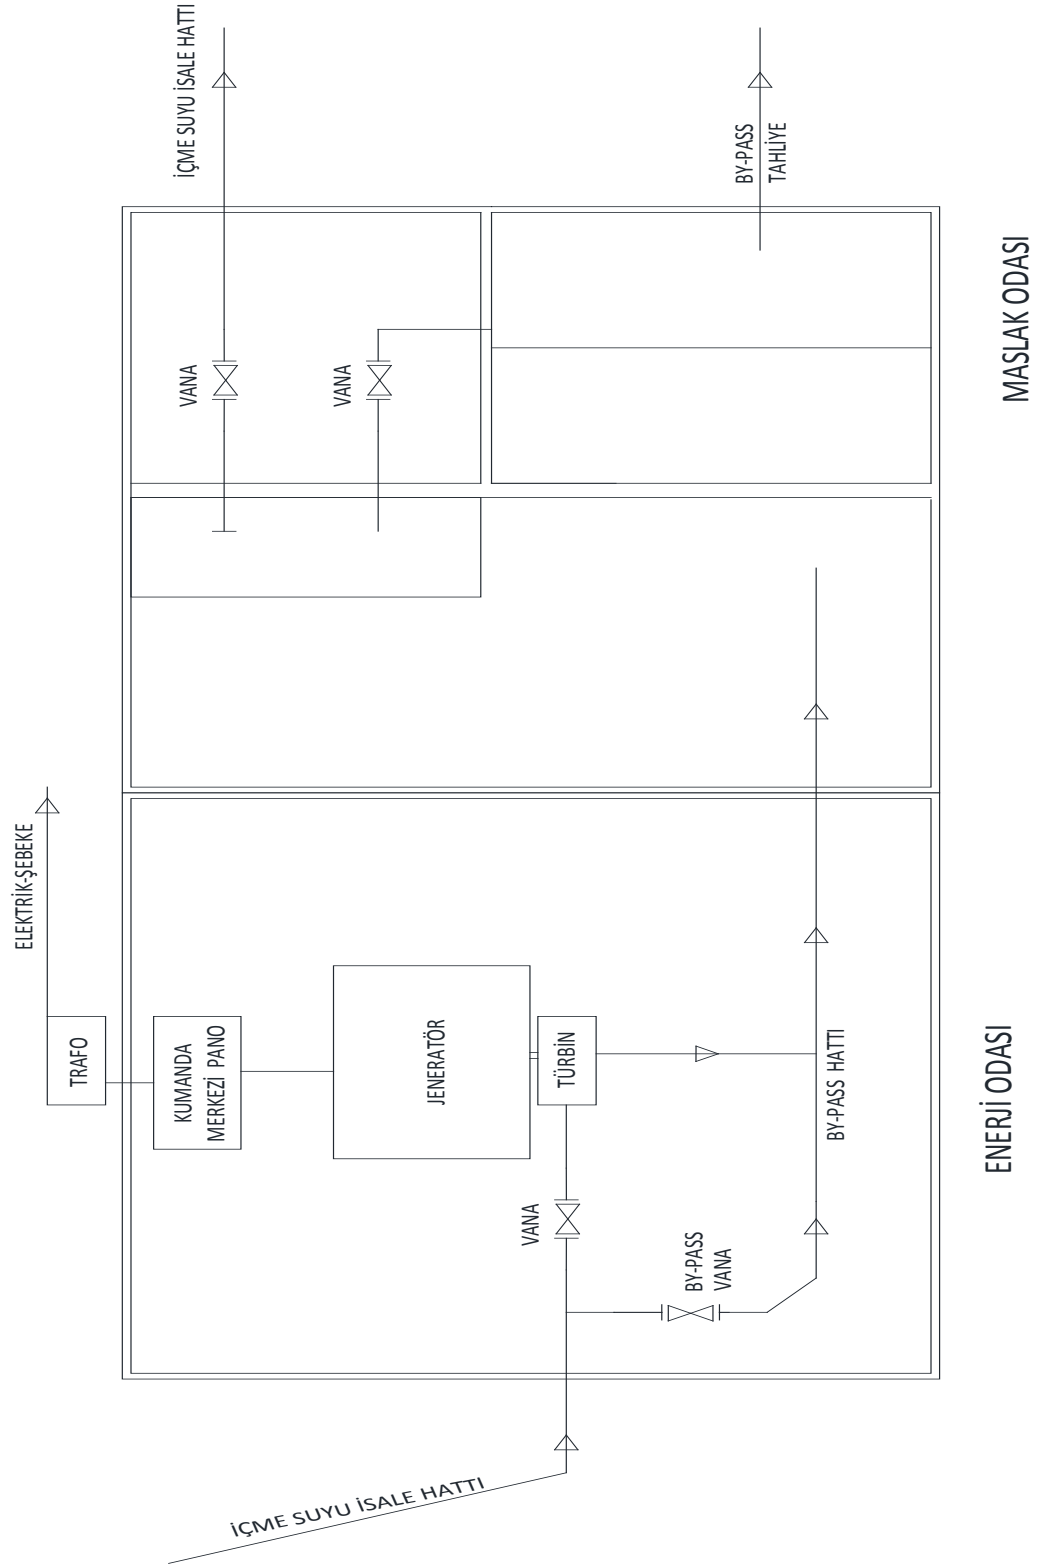 İÇME SUYU İSALE HATTI
BY-PASS
TAHLİYE
VANA
VANA
MASLAK ODASI
ELEKTRİK-ŞEBEKE
TRAFO
KUMANDA
MERKEZİ PANO
JENERATÖR
TÜRBİN
VANA
BY-PASS
VANA
BY-PASS HATTI
ENERJİ ODASI
İÇME SUYU İSALE HATTI